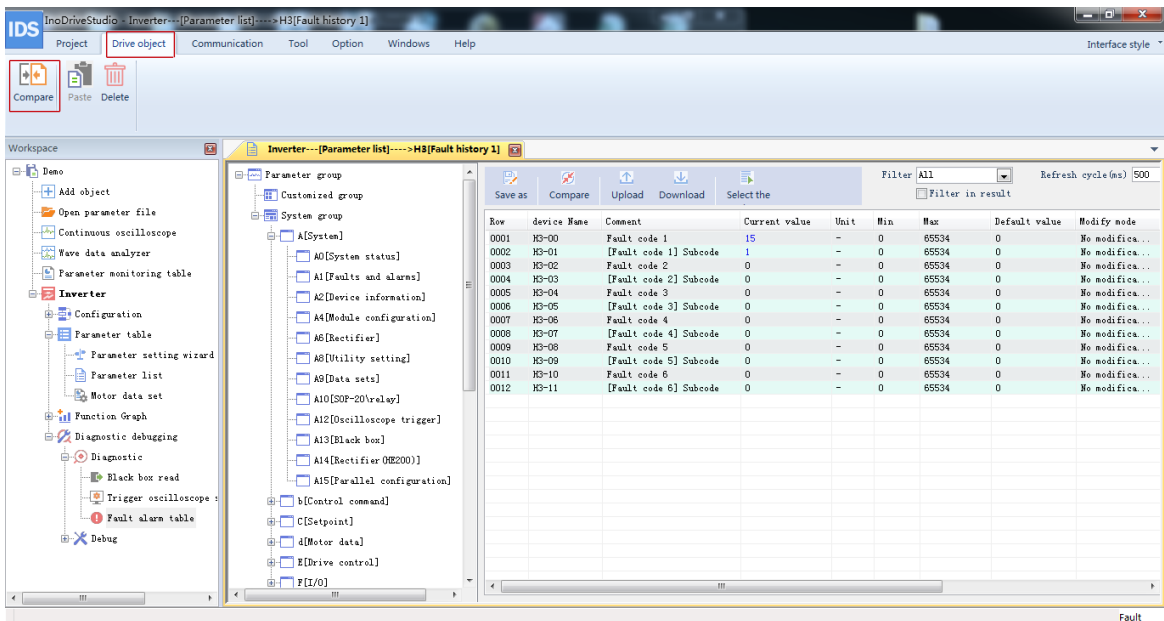 InoDriveStudio - Inverter---[Parameter list]---->H3[Fault history 1]
IDS
Project Drive object Communication Tool Option Windows Help Interface style
Compare Paste Delete
Workspace
Demo
Add object
Open parameter file
Continuous oscilloscope
Wave data analyzer
Parameter monitoring table
Inverter
Configuration
Parameter table
Parameter setting wizard
Parameter list
Motor data set
Function Graph
Diagnostic debugging
Diagnostic
Black box read
Trigger oscilloscope s
Fault alarm table
Debug
Inverter---[Parameter list]---->H3[Fault history 1]
Parameter group
Customized group
System group
A[System]
A0[System status]
A1[Faults and alarms]
A2[Device information]
A4[Module configuration]
A6[Rectifier]
A8[Utility setting]
A9[Data sets]
A10[SOP-20\relay]
A12[Oscilloscope trigger]
A13[Black box]
A14[Rectifier(HE200)]
A15[Parallel configuration]
b[Control command]
C[Setpoint]
d[Motor data]
E[Drive control]
F[I/O]
Save as Compare Upload Download Select the
Filter All Refresh cycle(ms) 500
Filter in result
Row device Name Comment Current value Unit Min Max Default value Modify mode
0001 H3-00 Fault code 1 15 - 0 65534 0 No modifica...
0002 H3-01 [Fault code 1] Subcode 1 - 0 65534 0 No modifica...
0003 H3-02 Fault code 2 0 - 0 65534 0 No modifica...
0004 H3-03 [Fault code 2] Subcode 0 - 0 65534 0 No modifica...
0005 H3-04 Fault code 3 0 - 0 65534 0 No modifica...
0006 H3-05 [Fault code 3] Subcode 0 - 0 65534 0 No modifica...
0007 H3-06 Fault code 4 0 - 0 65534 0 No modifica...
0008 H3-07 [Fault code 4] Subcode 0 - 0 65534 0 No modifica...
0009 H3-08 Fault code 5 0 - 0 65534 0 No modifica...
0010 H3-09 [Fault code 5] Subcode 0 - 0 65534 0 No modifica...
0011 H3-10 Fault code 6 0 - 0 65534 0 No modifica...
0012 H3-11 [Fault code 6] Subcode 0 - 0 65534 0 No modifica...
Fault